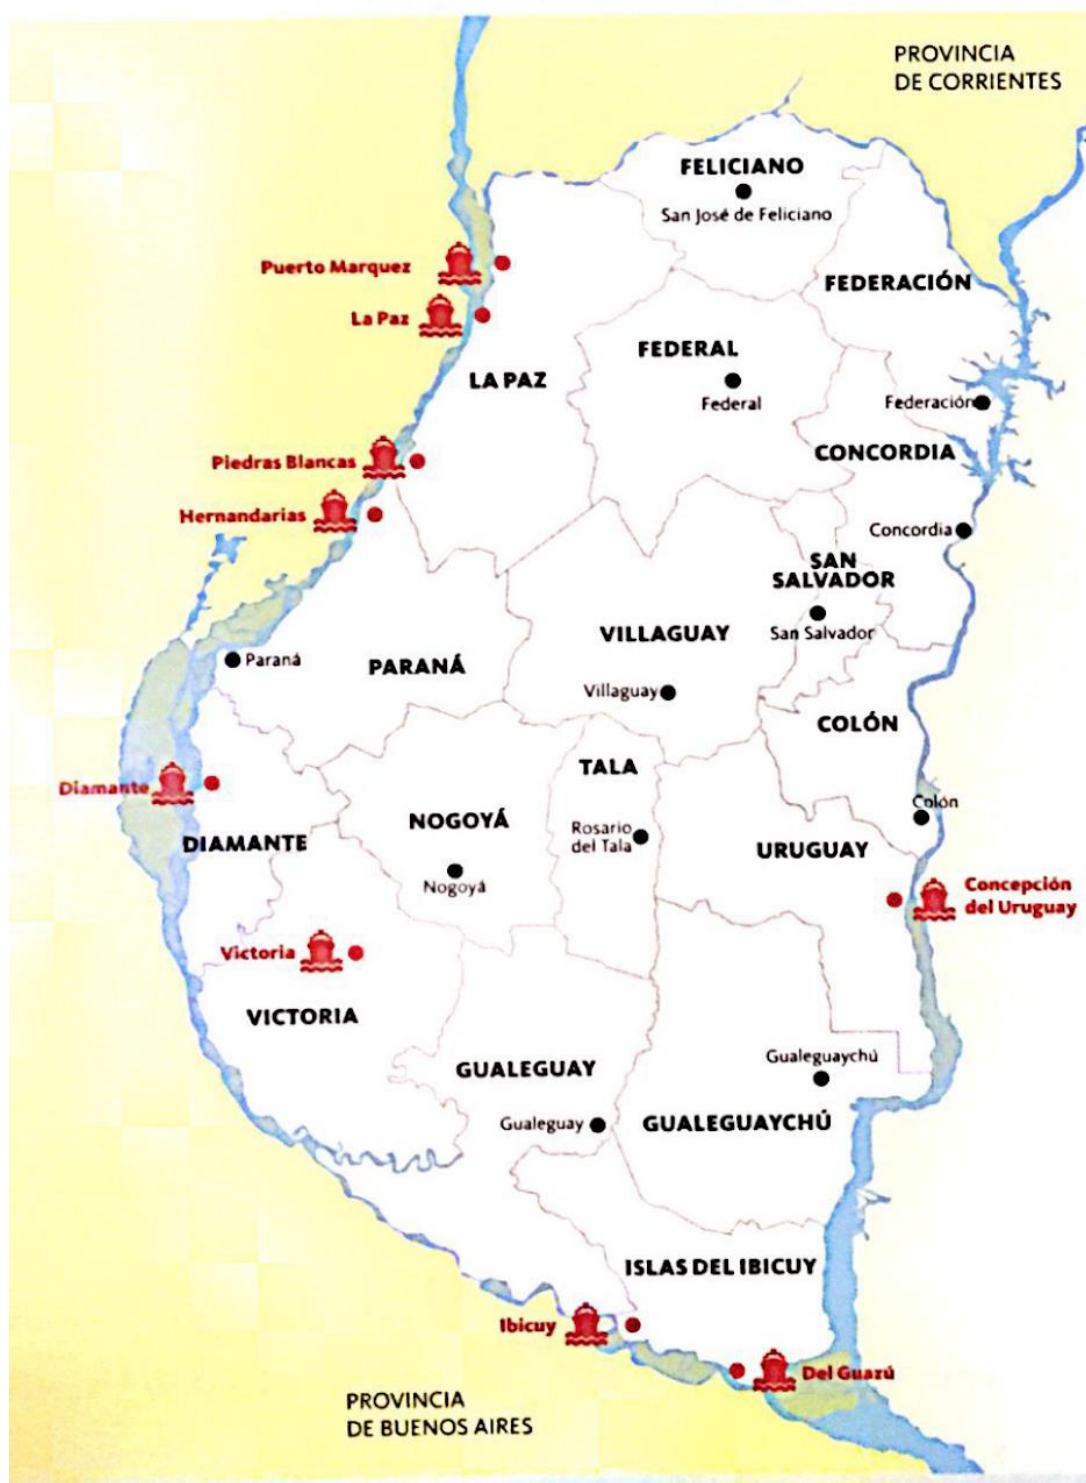 PROVINCIA
DE CORRIENTES
FELICIANO
San José de Feliciano
Puerto Marquez
FEDERACIÓN
La Paz
FEDERAL
LA PAZ
Federal
Federación
CONCORDIA
Piedras Blancas
Hernandarias
Concordia
SAN
SALVADOR
San Salvador
VILLAGUAY
Paraná
PARANÁ
Villaguay
COLÓN
TALA
Diamante
Colón
NOGOYÁ
Rosario
del Tala
DIAMANTE
URUGUAY
Nogoyá
Concepción
del Uruguay
Victoria
VICTORIA
Gualeguaychú
GUALEGUAY
Gualeguay
GUALEGUAYCHÚ
ISLAS DEL IBICUY
Ibicuy
Del Guazú
PROVINCIA
DE BUENOS AIRES